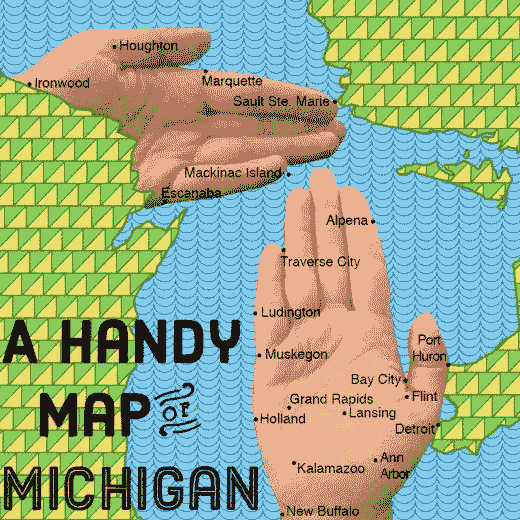 Houghton
Ironwood
Marquette
Sault Ste. Marie
Mackinac Island
Escanaba
Alpena
Traverse City
Ludington
A HANDY
Port
Huron
Muskegon
Bay City
MAP OF
Grand Rapids
Flint
Holland
Lansing
Detroit
MICHIGAN
Kalamazoo
Ann
Arbor
New Buffalo